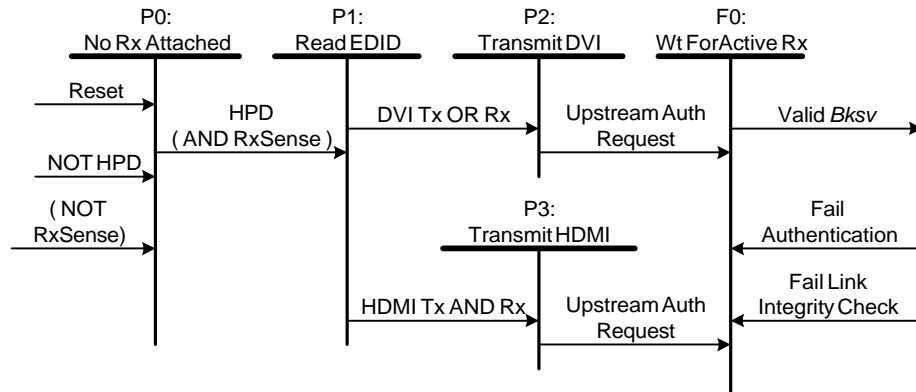 P0:
No Rx Attached
P1:
Read EDID
P2:
Transmit DVI
F0:
Wt ForActive Rx
Reset
HPD
( AND RxSense )
DVI Tx OR Rx
Upstream Auth
Request
Valid Bksv
NOT HPD
( NOT
RxSense)
P3:
Transmit HDMI
Fail
Authentication
HDMI Tx AND Rx
Upstream Auth
Request
Fail Link
Integrity Check